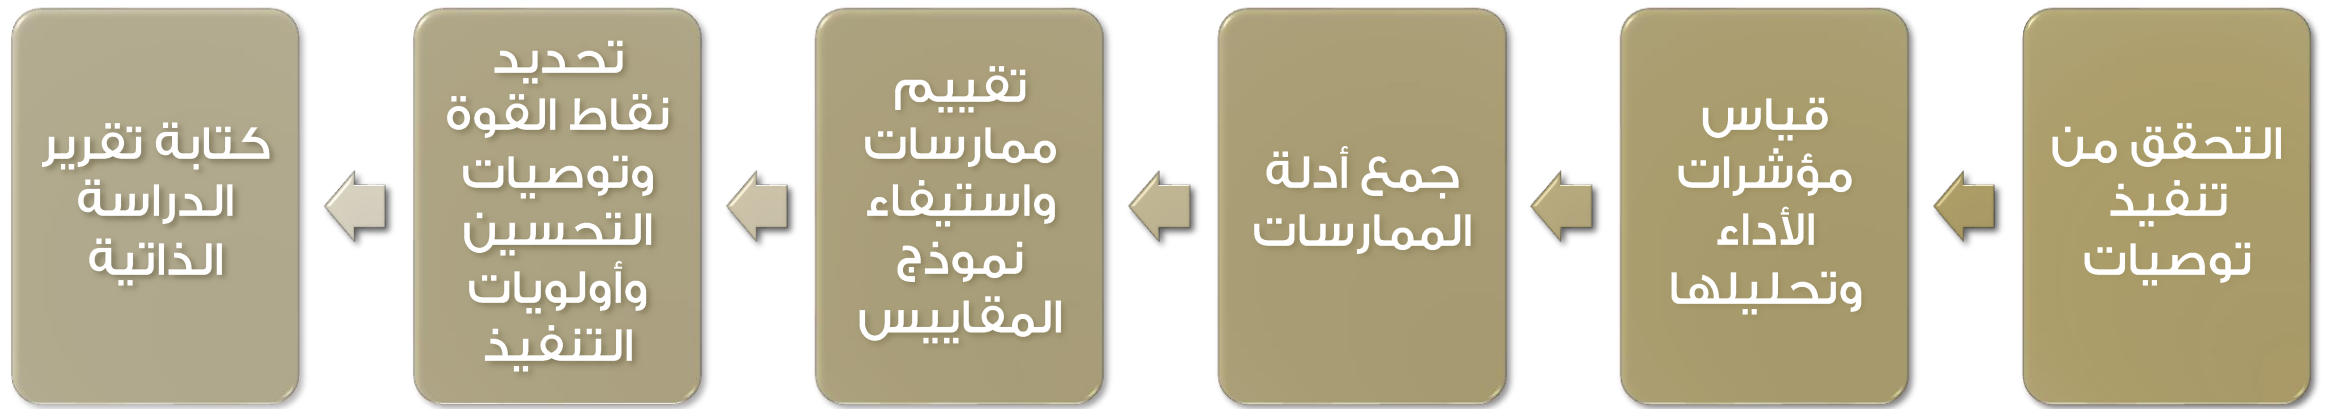 التحقق من
تنفيذ
توصيات
قياس
مؤشرات
الأداء
وتحليلها
جمع أدلة
الممارسات
تقييم
ممارسات
واستيفاء
نموذج
المقاييس
تحديد
نقاط القوة
وتوصيات
التحسين
وأولويات
التنفيذ
كتابة تقرير
الدراسة
الذاتية